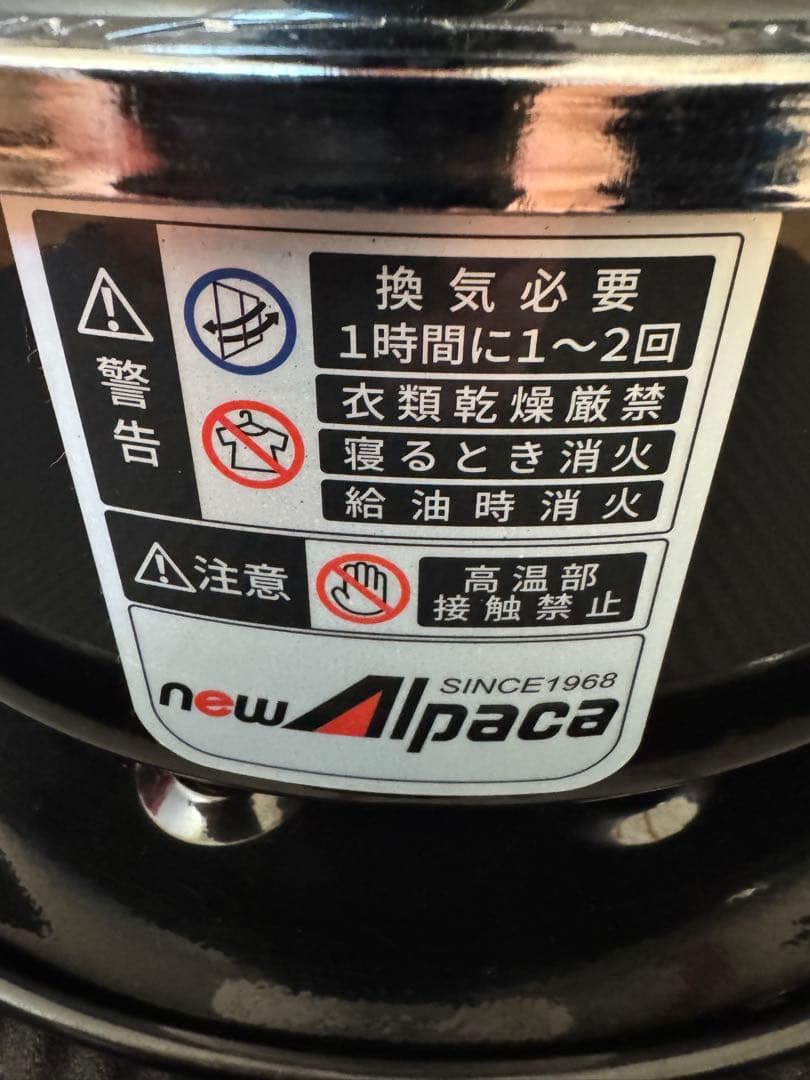 警告
換気必要
1時間に1～2回
衣類乾燥厳禁
寝るとき消火
給油時消火
注意
高温部
接触禁止
SINCE1968
new Alpaca